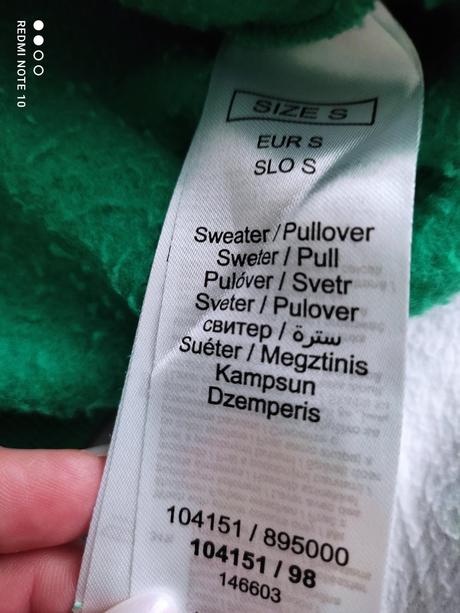 REDMI NOTE 10
SIZE S
EUR S
SLO S
Sweater / Pullover
Sweter / Pull
Pulóver / Svetr
Sveter / Pulover
свитер / سترة
Suéter / Megztinis
Kampsun
Dzemperis
104151 / 895000
104151 / 98
146603